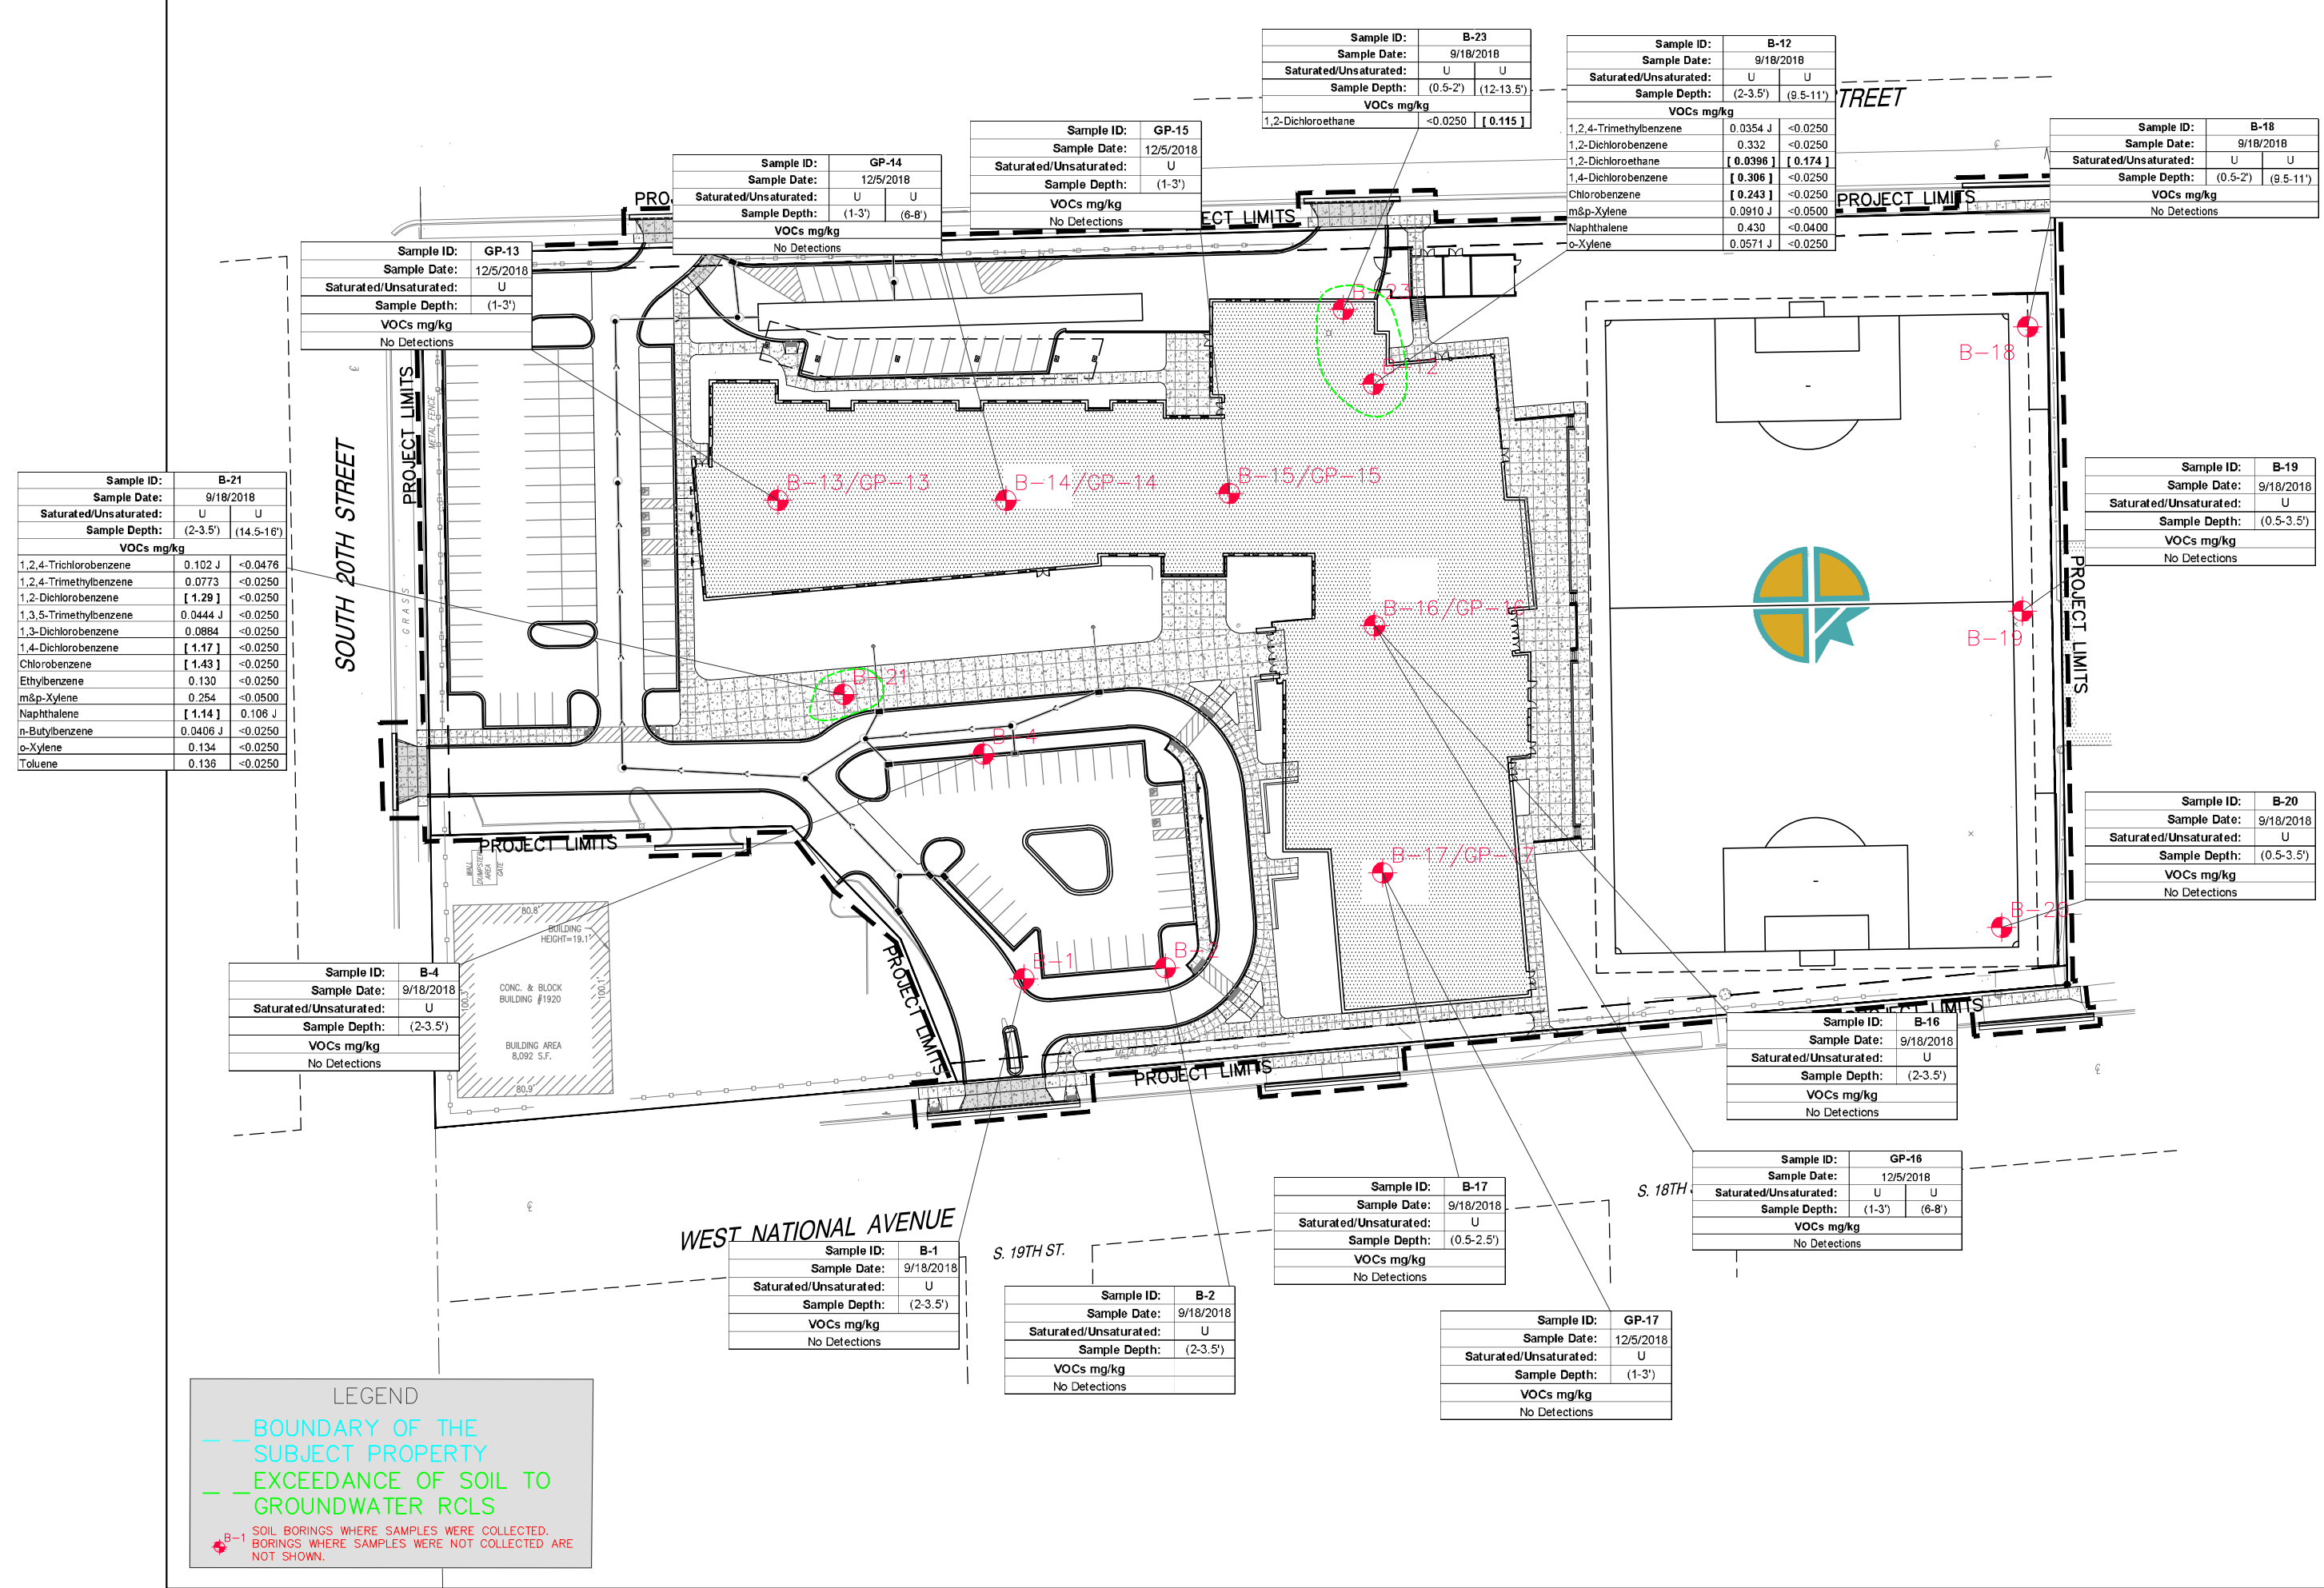 Sample ID: B-23
Sample Date: 9/18/2018
Saturated/Unsaturated: U U
Sample Depth: (0.5-2') (12-13.5')
VOCs mg/kg
1,2-Dichloroethane <0.0250 [ 0.115 ]
Sample ID: B-12
Sample Date: 9/18/2018
Saturated/Unsaturated: U U
Sample Depth: (2-3.5') (9.5-11')
VOCs mg/kg
1,2,4-Trimethylbenzene 0.0354 J <0.0250
1,2-Dichlorobenzene 0.332 <0.0250
1,2-Dichloroethane [ 0.0396 ] [ 0.174 ]
1,4-Dichlorobenzene [ 0.306 ] <0.0250
Chlorobenzene [ 0.243 ] <0.0250
m&p-Xylene 0.0910 J <0.0500
Naphthalene 0.430 <0.0400
o-Xylene 0.0571 J <0.0250
TREET
Sample ID: B-18
Sample Date: 9/18/2018
Saturated/Unsaturated: U U
Sample Depth: (0.5-2') (9.5-11')
VOCs mg/kg
No Detections
Sample ID: GP-15
Sample Date: 12/5/2018
Saturated/Unsaturated: U
Sample Depth: (1-3')
VOCs mg/kg
No Detections
Sample ID: GP-14
Sample Date: 12/5/2018
Saturated/Unsaturated: U U
Sample Depth: (1-3') (6-8')
VOCs mg/kg
No Detections
PRO
ECT LIMITS
PROJECT LIMITS
Sample ID: GP-13
Sample Date: 12/5/2018
Saturated/Unsaturated: U
Sample Depth: (1-3')
VOCs mg/kg
No Detections
B-23
B-12
B-18
PROJECT LIMITS
METAL FENCE
SOUTH 20TH STREET
GRASS
B-13/GP-13
B-14/GP-14
B-15/GP-15
Sample ID: B-21
Sample Date: 9/18/2018
Saturated/Unsaturated: U U
Sample Depth: (2-3.5') (14.5-16')
VOCs mg/kg
1,2,4-Trichlorobenzene 0.102 J <0.0476
1,2,4-Trimethylbenzene 0.0773 <0.0250
1,2-Dichlorobenzene [ 1.29 ] <0.0250
1,3,5-Trimethylbenzene 0.0444 J <0.0250
1,3-Dichlorobenzene 0.0884 <0.0250
1,4-Dichlorobenzene [ 1.17 ] <0.0250
Chlorobenzene [ 1.43 ] <0.0250
Ethylbenzene 0.130 <0.0250
m&p-Xylene 0.254 <0.0500
Naphthalene [ 1.14 ] 0.106 J
n-Butylbenzene 0.0406 J <0.0250
o-Xylene 0.134 <0.0250
Toluene 0.136 <0.0250
Sample ID: B-19
Sample Date: 9/18/2018
Saturated/Unsaturated: U
Sample Depth: (0.5-3.5')
VOCs mg/kg
No Detections
B-16/GP-16
B-19
PROJECT LIMITS
B-21
B-4
Sample ID: B-20
Sample Date: 9/18/2018
Saturated/Unsaturated: U
Sample Depth: (0.5-3.5')
VOCs mg/kg
No Detections
PROJECT LIMITS
WALL
DUMPSTER
AREA
GATE
B-17/GP-17
B-20
80.8'
BUILDING
HEIGHT=19.1'
CONC. & BLOCK
BUILDING #1920
100.3'
100.1'
BUILDING AREA
8,092 S.F.
80.9'
Sample ID: B-4
Sample Date: 9/18/2018
Saturated/Unsaturated: U
Sample Depth: (2-3.5')
VOCs mg/kg
No Detections
PROJECT LIMITS
B-1
B-2
METAL FENCE
PROJECT LIMITS
LIMITS
Sample ID: B-16
Sample Date: 9/18/2018
Saturated/Unsaturated: U
Sample Depth: (2-3.5')
VOCs mg/kg
No Detections
Sample ID: GP-16
Sample Date: 12/5/2018
Saturated/Unsaturated: U U
Sample Depth: (1-3') (6-8')
VOCs mg/kg
No Detections
S. 18TH
Sample ID: B-17
Sample Date: 9/18/2018
Saturated/Unsaturated: U
Sample Depth: (0.5-2.5')
VOCs mg/kg
No Detections
WEST NATIONAL AVENUE
S. 19TH ST.
Sample ID: B-1
Sample Date: 9/18/2018
Saturated/Unsaturated: U
Sample Depth: (2-3.5')
VOCs mg/kg
No Detections
Sample ID: B-2
Sample Date: 9/18/2018
Saturated/Unsaturated: U
Sample Depth: (2-3.5')
VOCs mg/kg
No Detections
Sample ID: GP-17
Sample Date: 12/5/2018
Saturated/Unsaturated: U
Sample Depth: (1-3')
VOCs mg/kg
No Detections
LEGEND
BOUNDARY OF THE
SUBJECT PROPERTY
EXCEEDANCE OF SOIL TO
GROUNDWATER RCLS
B-1
SOIL BORINGS WHERE SAMPLES WERE COLLECTED.
BORINGS WHERE SAMPLES WERE NOT COLLECTED ARE
NOT SHOWN.